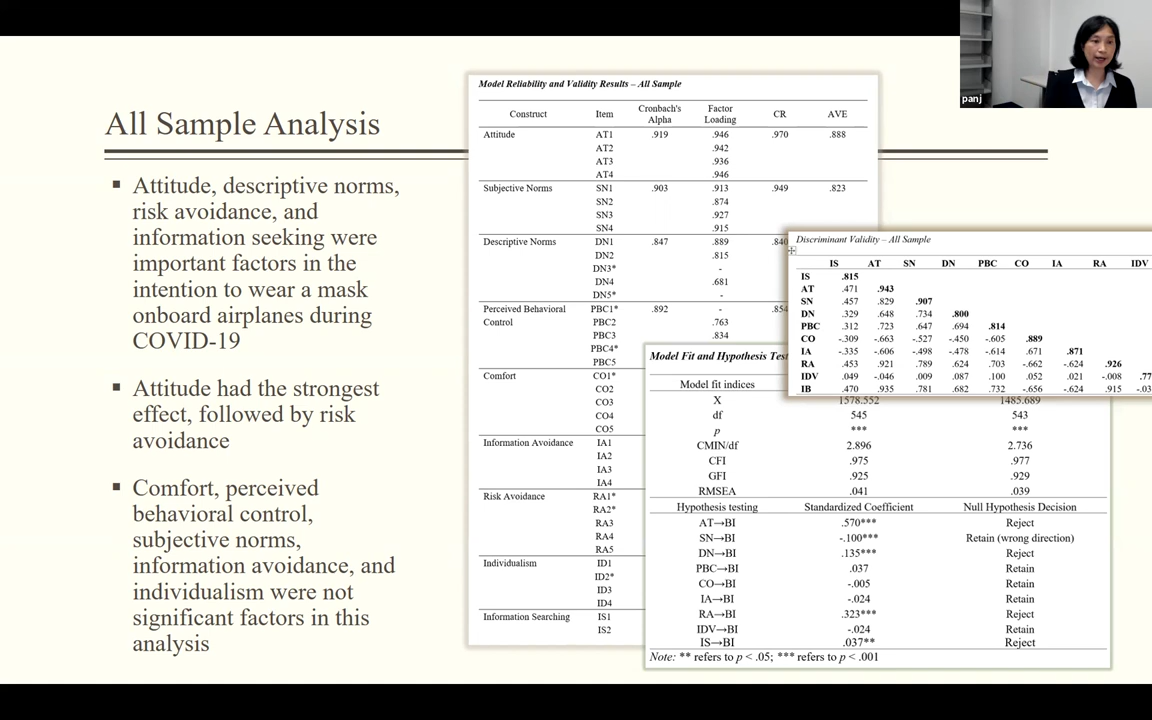 panj
All Sample Analysis
▪ Attitude, descriptive norms,
risk avoidance, and
information seeking were
important factors in the
intention to wear a mask
onboard airplanes during
COVID-19
▪ Attitude had the strongest
effect, followed by risk
avoidance
▪ Comfort, perceived
behavioral control,
subjective norms,
information avoidance, and
individualism were not
significant factors in this
analysis
Model Reliability and Validity Results – All Sample
Construct Item Cronbach's Alpha Factor Loading CR AVE
Attitude AT1 .919 .946 .970 .888
AT2 .942
AT3 .936
AT4 .946
Subjective Norms SN1 .903 .913 .949 .823
SN2 .874
SN3 .927
SN4 .915
Descriptive Norms DN1 .847 .889 .840
DN2 .815
DN3* -
DN4 .681
DN5* -
Perceived Behavioral PBC1* .892 - .854
Control PBC2 .763
PBC3 .834
PBC4*
PBC5
Comfort CO1*
CO2
CO3
CO4
CO5
Information Avoidance IA1
IA2
IA3
IA4
Risk Avoidance RA1*
RA2*
RA3
RA4
RA5
Individualism ID1
ID2*
ID3
ID4
Information Searching IS1
IS2
Discriminant Validity – All Sample
IS AT SN DN PBC CO IA RA IDV
IS .815
AT .471 .943
SN .457 .829 .907
DN .329 .648 .734 .800
PBC .312 .723 .647 .694 .814
CO -.309 -.663 -.527 -.450 -.605 .889
IA -.335 -.606 -.498 -.478 -.614 .671 .871
RA .453 .921 .789 .624 .703 -.662 -.624 .926
IDV .049 -.046 .009 .087 .100 .052 .021 -.008 .77
IB .470 .935 .781 .682 .732 -.656 -.624 .915 -.03
Model Fit and Hypothesis Tes
Model fit indices
X 1578.552 1485.689
df 545 543
p *** ***
CMIN/df 2.896 2.736
CFI .975 .977
GFI .925 .929
RMSEA .041 .039
Hypothesis testing Standardized Coefficient Null Hypothesis Decision
AT→BI .570*** Reject
SN→BI -.100*** Retain (wrong direction)
DN→BI .135*** Reject
PBC→BI .037 Retain
CO→BI -.005 Retain
IA→BI -.024 Retain
RA→BI .323*** Reject
IDV→BI -.024 Retain
IS→BI .037** Reject
Note: ** refers to p < .05; *** refers to p < .001